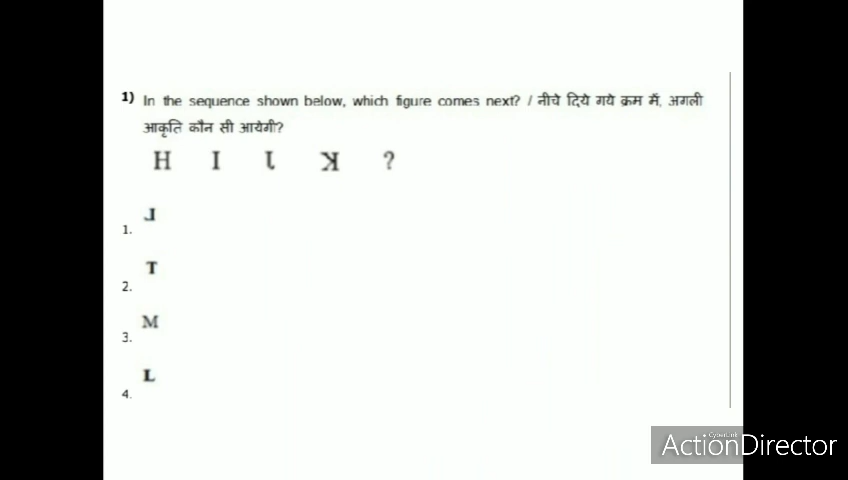 1) In the sequence shown below, which figure comes next? / नीचे दिये गये क्रम में, अगली
आकृति कौन सी आयेगी?
H I ɩ ꓘ ?
1. ⅃
2. T
3. M
4. L
CyberLink
ActionDirector